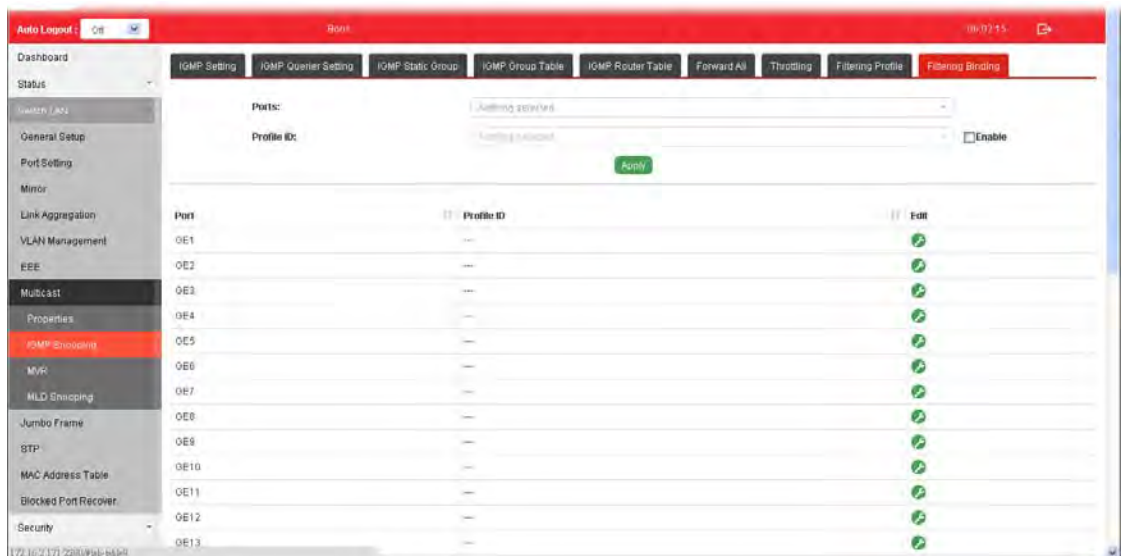 Auto Logout : Off
Dashboard
IGMP Setting IGMP Querier Setting IGMP Static Group IGMP Group Table IGMP Router Table Forward All Throttling Filtering Profile Filtering Binding
Status
Switch LAN
Ports: Nothing selected
General Setup
Profile ID: Nothing selected Enable
Port Setting
Apply
Mirror
Link Aggregation
Port Profile ID Edit
VLAN Management
GE1 ---
EEE
GE2 ---
Multicast
GE3 ---
Properties
GE4 ---
IGMP Snooping
GE5 ---
MVR
GE6 ---
MLD Snooping
GE7 ---
Jumbo Frame
GE8 ---
STP
GE9 ---
MAC Address Table
GE10 ---
Blocked Port Recover.
GE11 ---
Security
GE12 ---
GE13 ---